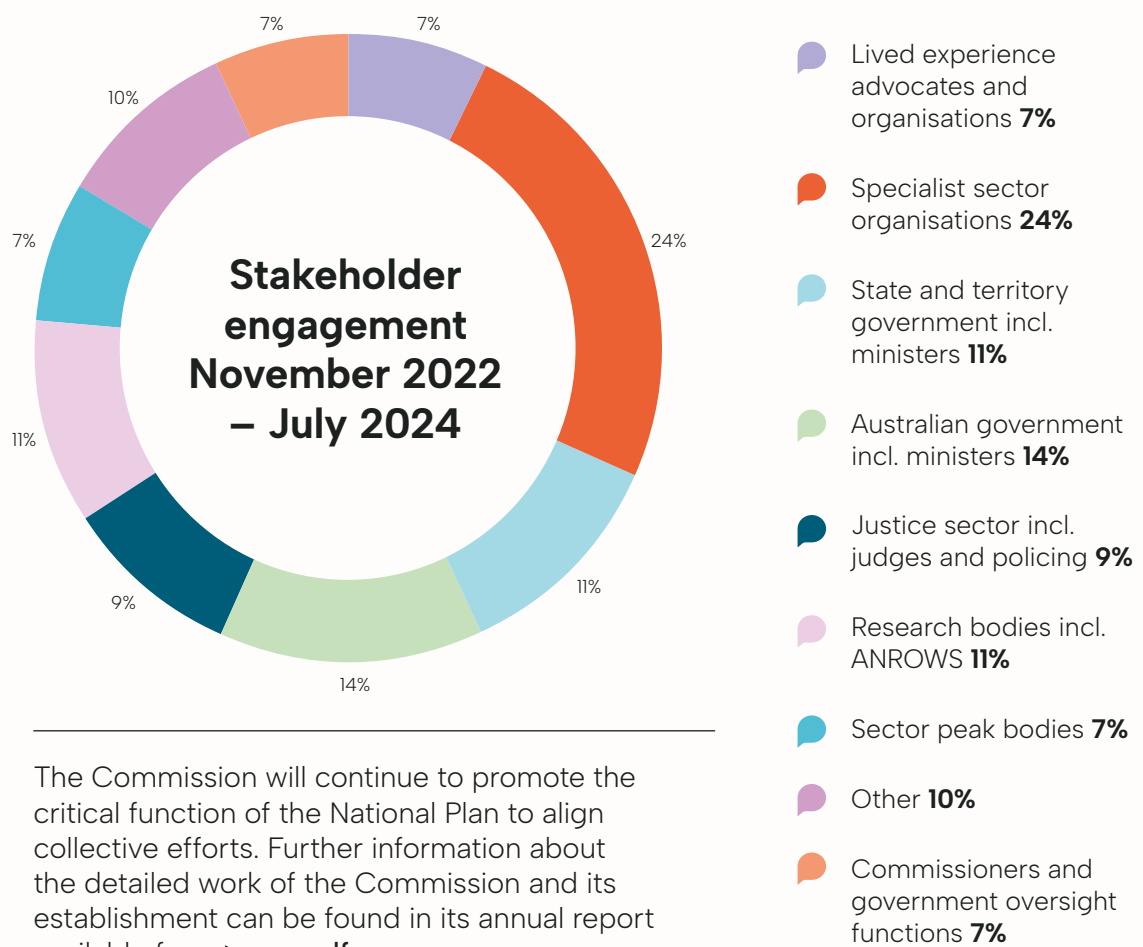 7%
7%
10%
24%
7%
11%
11%
9%
14%
Stakeholder
engagement
November 2022
– July 2024
Lived experience
advocates and
organisations 7%
Specialist sector
organisations 24%
State and territory
government incl.
ministers 11%
Australian government
incl. ministers 14%
Justice sector incl.
judges and policing 9%
Research bodies incl.
ANROWS 11%
Sector peak bodies 7%
Other 10%
Commissioners and
government oversight
functions 7%
The Commission will continue to promote the
critical function of the National Plan to align
collective efforts. Further information about
the detailed work of the Commission and its
establishment can be found in its annual report